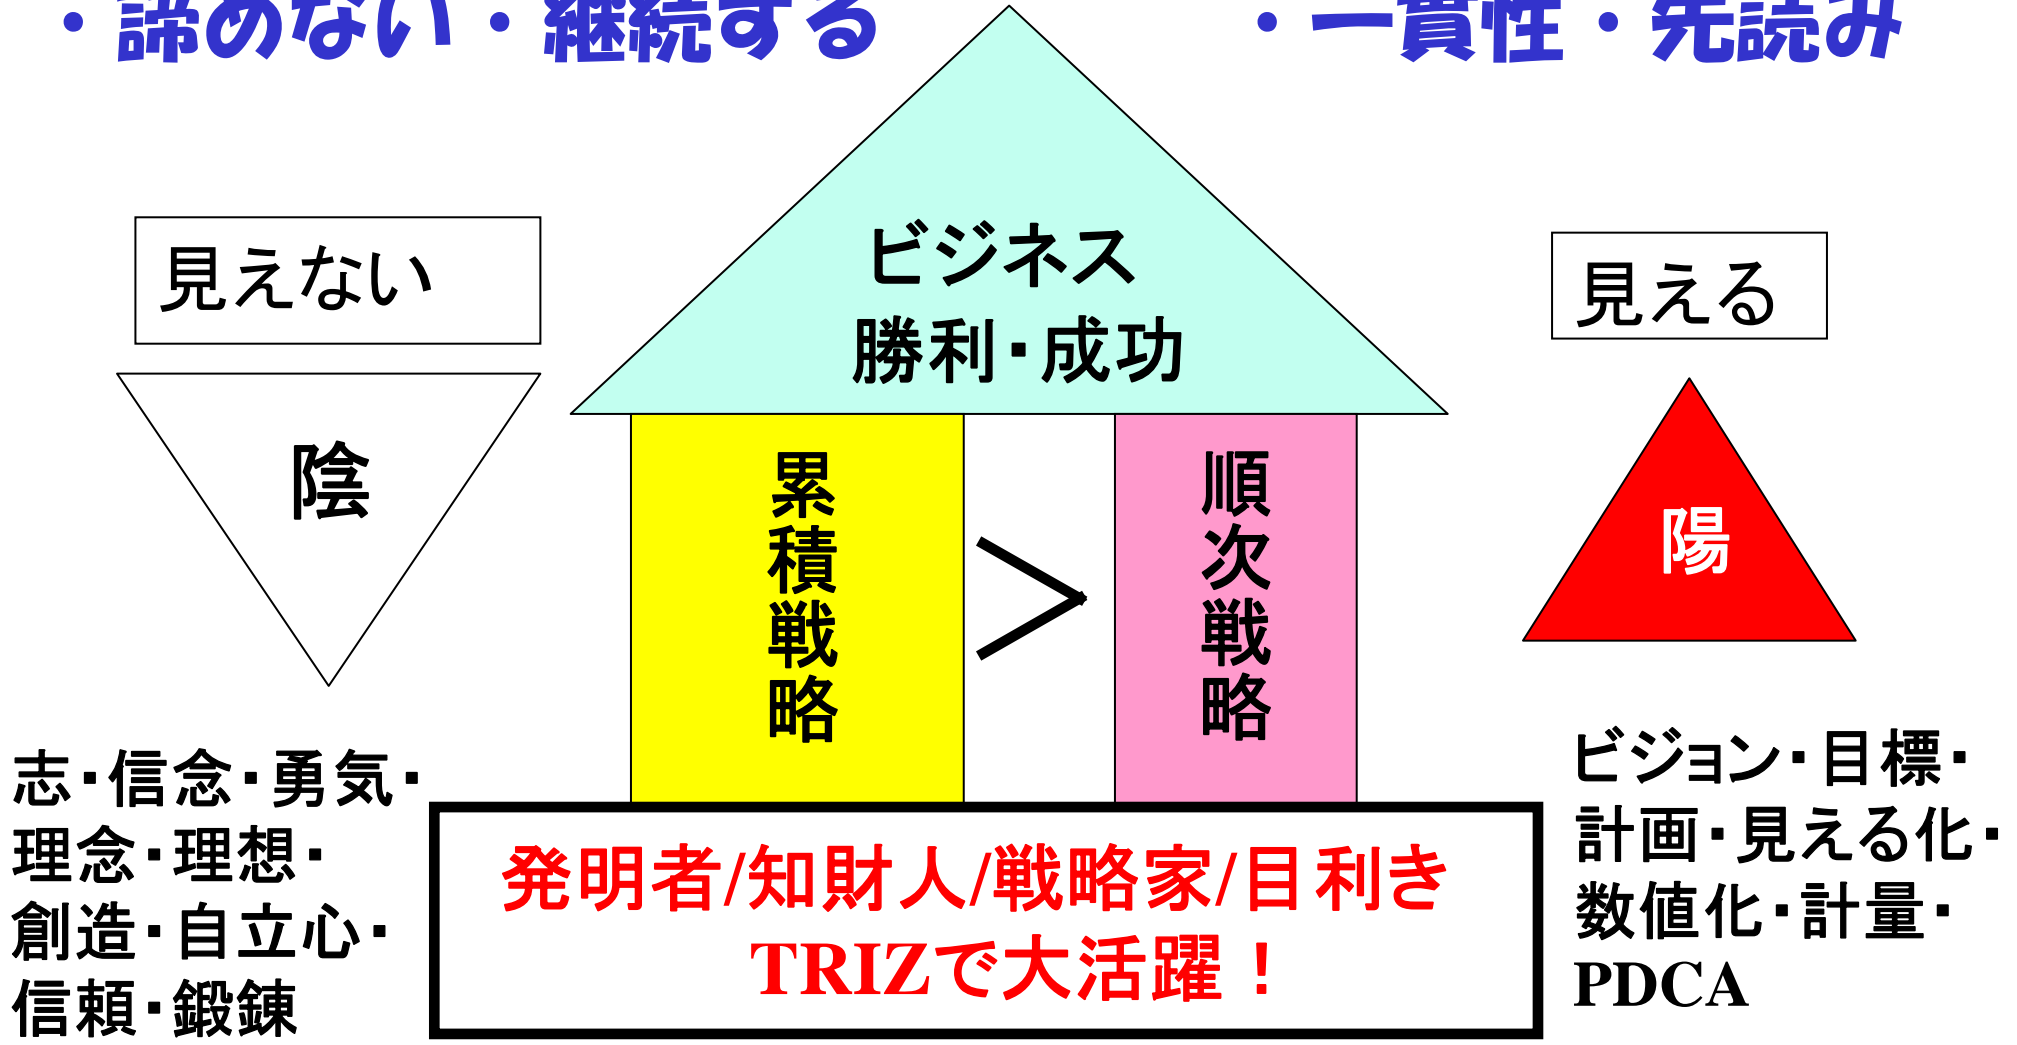 ・諦めない・継続する
・一貫性・先読み
見えない
陰
志・信念・勇気・
理念・理想・
創造・自立心・
信頼・鍛錬
ビジネス
勝利・成功
累積戦略
＞
順次戦略
発明者/知財人/戦略家/目利き
TRIZで大活躍！
見える
陽
ビジョン・目標・
計画・見える化・
数値化・計量・
PDCA